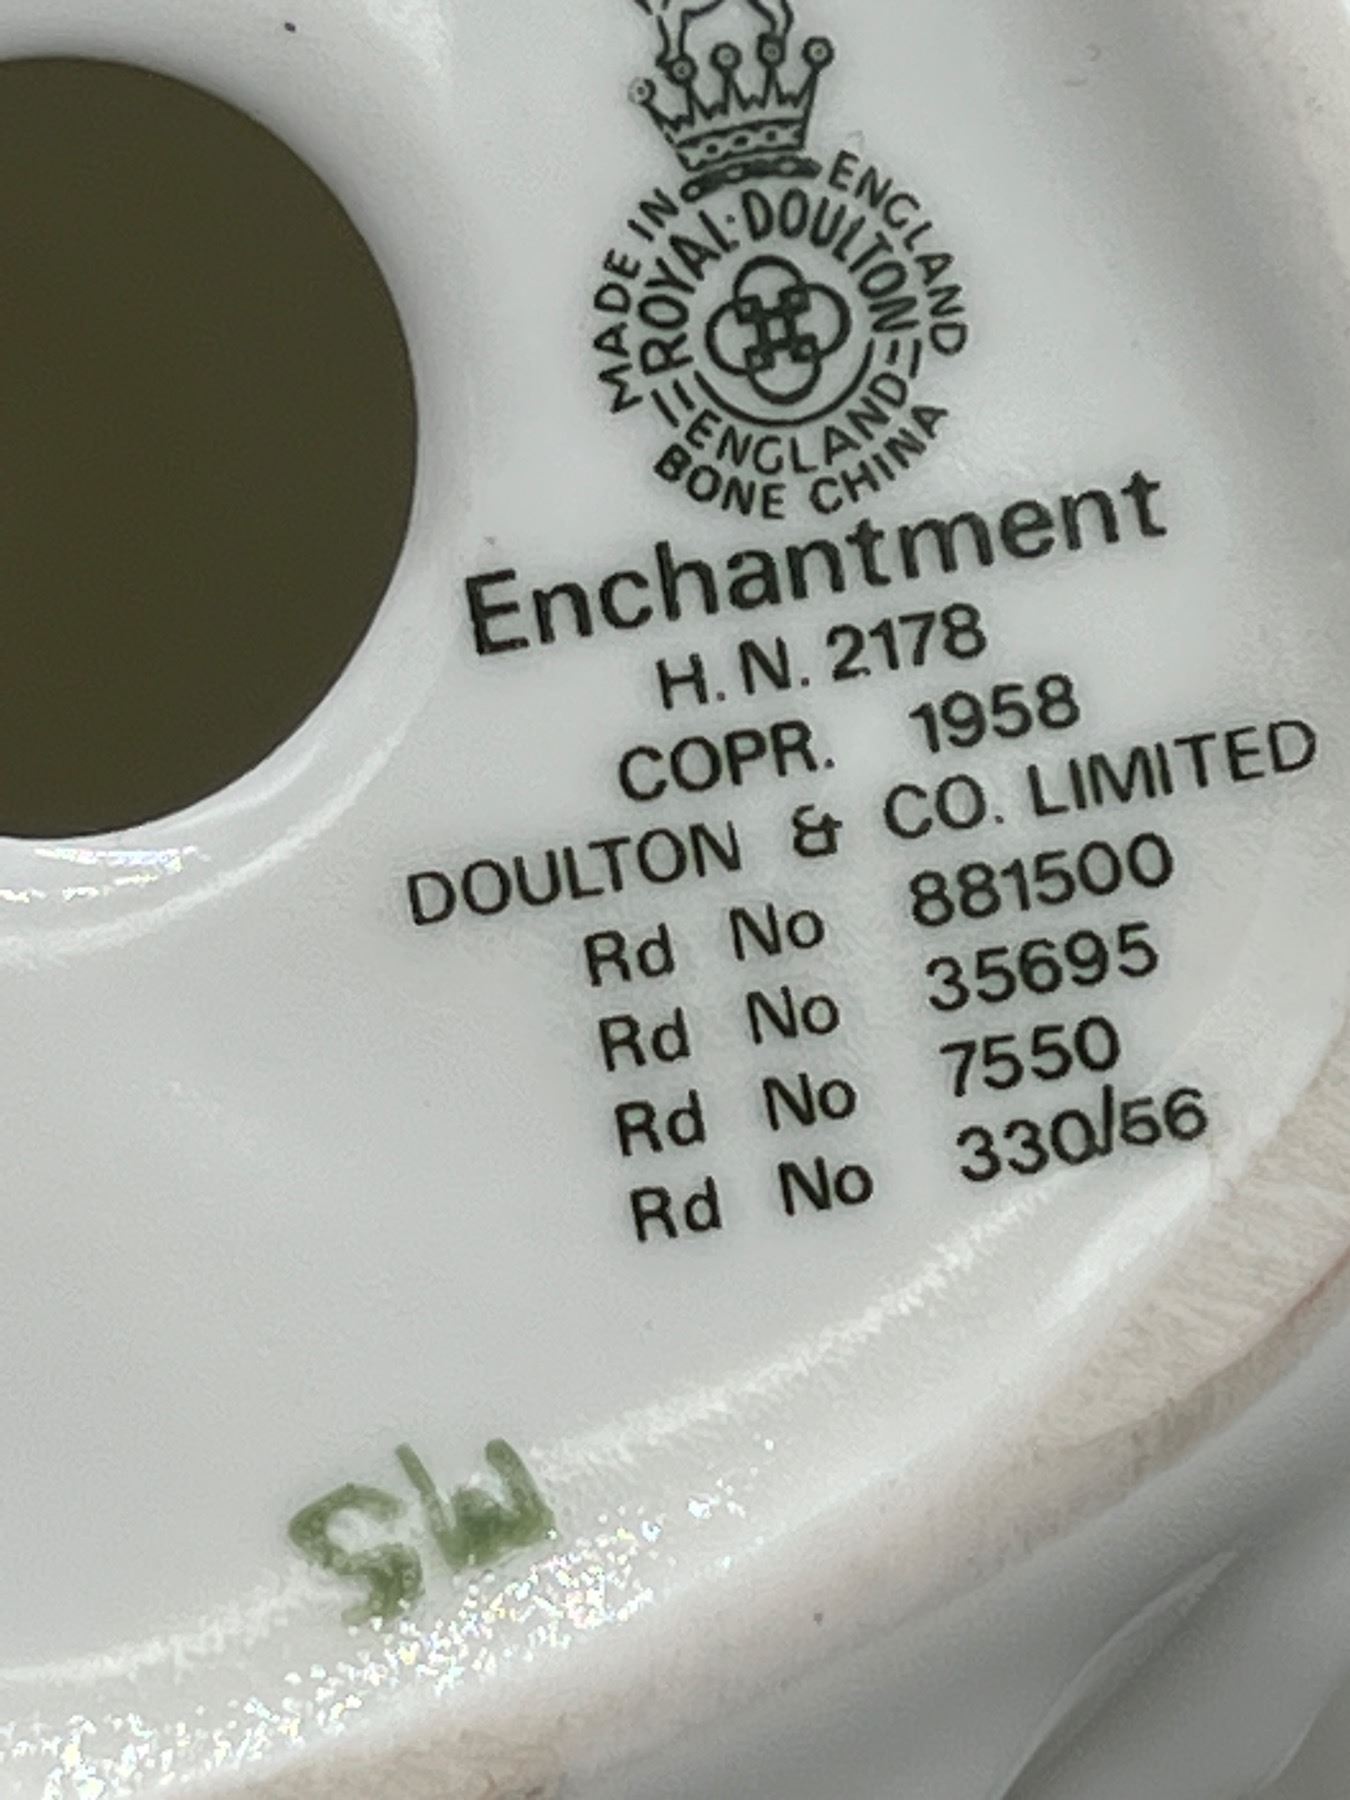 MADE IN ENGLAND
ROYAL·DOULTON
ENGLAND
BONE CHINA
Enchantment
H. N. 2178
COPR. 1958
DOULTON & CO. LIMITED
Rd No 881500
Rd No 35695
Rd No 7550
Rd No 330/56
SW